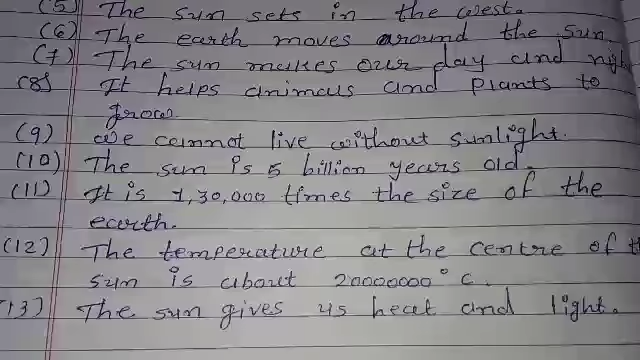 (5) The sun sets in the west.
(6) The earth moves around the sun
(7) The sun makes our day and night
(8) It helps animals and plants to
grow.
(9) we cannot live without sunlight.
(10) The sun is 5 billion years old.
(11) It is 1,30,000 times the size of the
earth.
(12) The temperature at the centre of the
sun is about 20000000° c.
(13) The sun gives us heat and light.